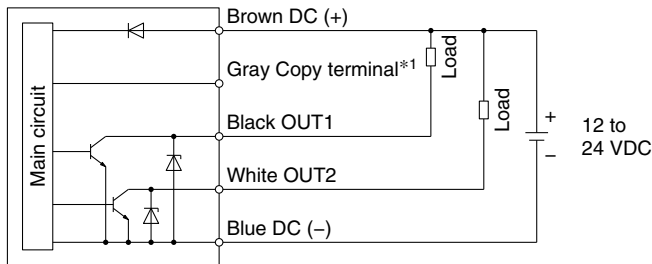 Brown DC (+)
Gray Copy terminal*1
Black OUT1
White OUT2
Blue DC (−)
Main circuit
Load
Load
+
−
12 to
24 VDC